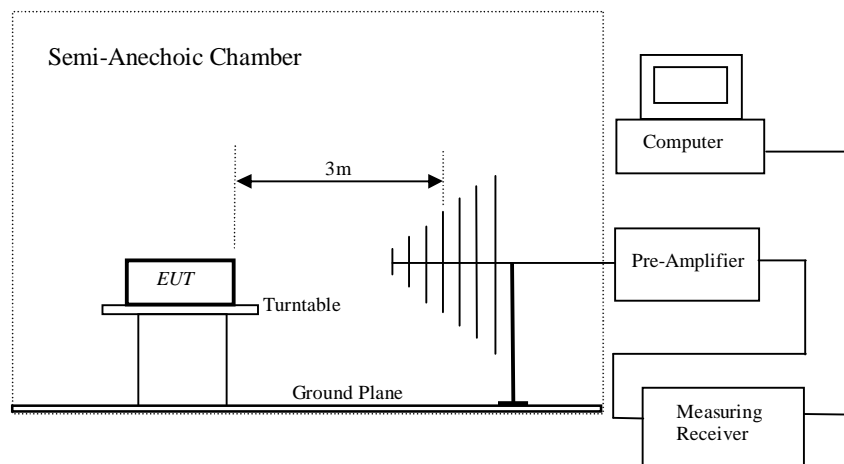 Semi-Anechoic Chamber
Computer
3m
Pre-Amplifier
EUT
Turntable
Ground Plane
Measuring
Receiver